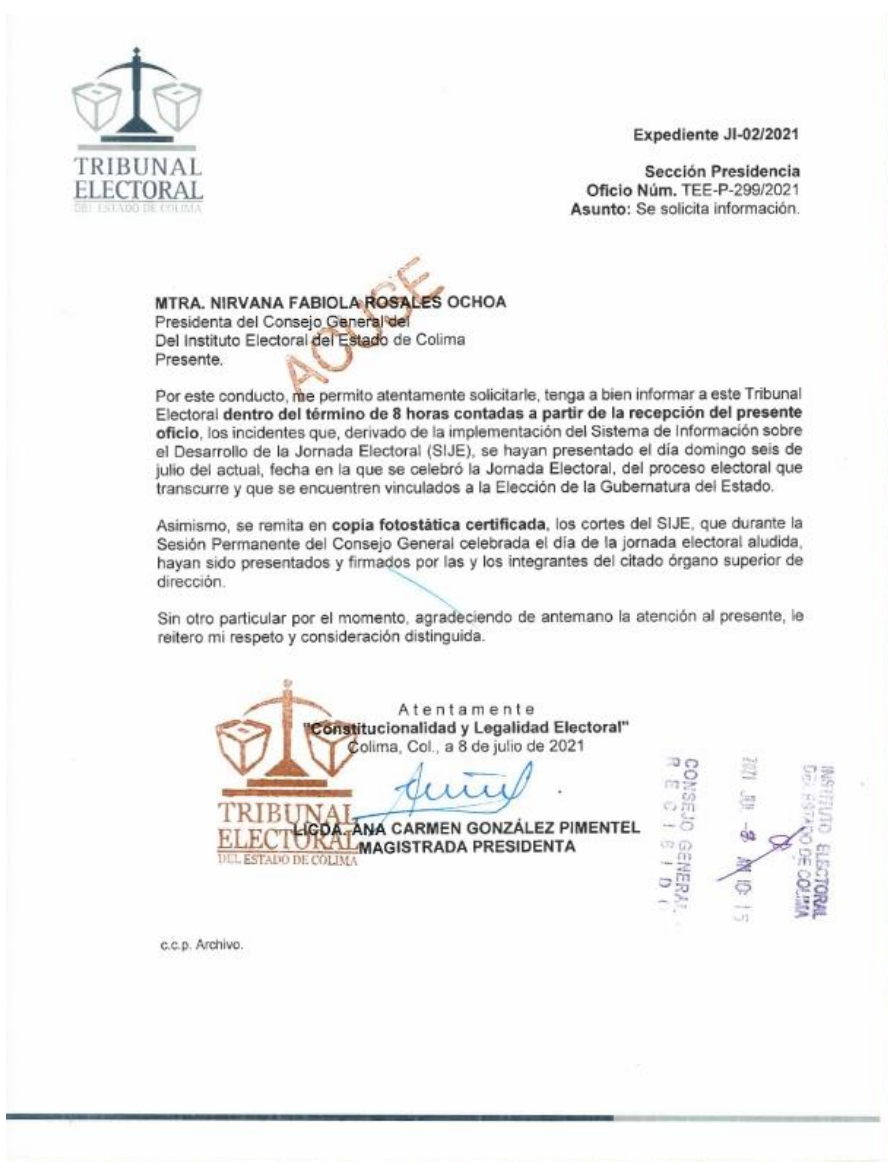 TRIBUNAL
ELECTORAL
DEL ESTADO DE COLIMA
Expediente JI-02/2021
Sección Presidencia
Oficio Núm. TEE-P-299/2021
Asunto: Se solicita información.
ACUSE
MTRA. NIRVANA FABIOLA ROSALES OCHOA
Presidenta del Consejo General del
Del Instituto Electoral del Estado de Colima
Presente.
Por este conducto, me permito atentamente solicitarle, tenga a bien informar a este Tribunal
Electoral dentro del término de 8 horas contadas a partir de la recepción del presente
oficio, los incidentes que, derivado de la implementación del Sistema de Información sobre
el Desarrollo de la Jornada Electoral (SIJE), se hayan presentado el día domingo seis de
julio del actual, fecha en la que se celebró la Jornada Electoral, del proceso electoral que
transcurre y que se encuentren vinculados a la Elección de la Gubernatura del Estado.
Asimismo, se remita en copia fotostática certificada, los cortes del SIJE, que durante la
Sesión Permanente del Consejo General celebrada el día de la jornada electoral aludida,
hayan sido presentados y firmados por las y los integrantes del citado órgano superior de
dirección.
Sin otro particular por el momento, agradeciendo de antemano la atención al presente, le
reitero mi respeto y consideración distinguida.
Atentamente
"Constitucionalidad y Legalidad Electoral"
Colima, Col., a 8 de julio de 2021
LICDA. ANA CARMEN GONZÁLEZ PIMENTEL
MAGISTRADA PRESIDENTA
TRIBUNAL
ELECTORAL
DEL ESTADO DE COLIMA
INSTITUTO ELECTORAL
DEL ESTADO DE COLIMA
2021 JUL -8 AM 10:15
CONSEJO GENERAL
RECIBIDO
c.c.p. Archivo.